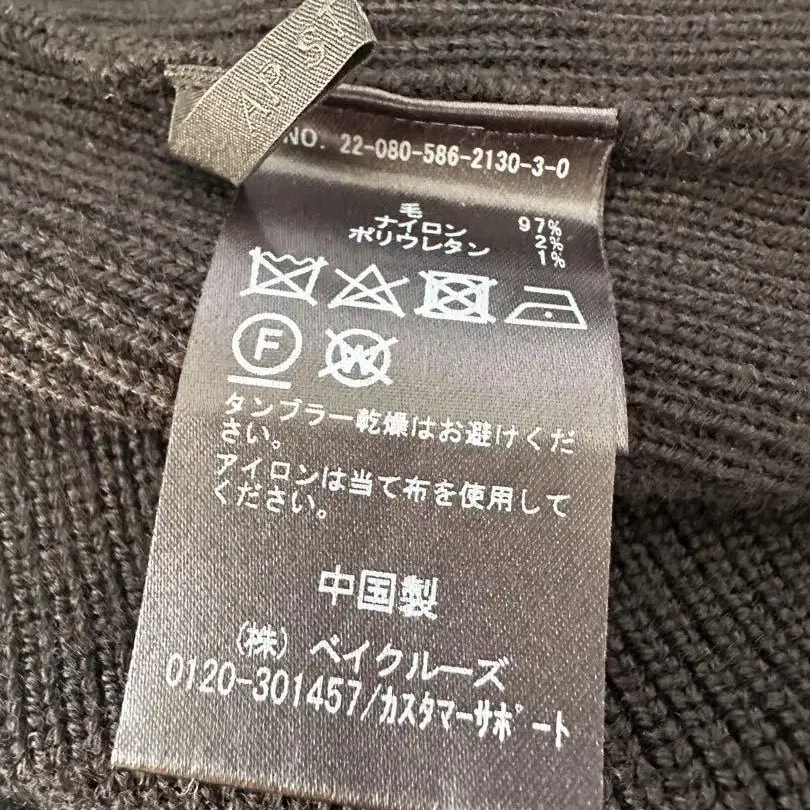 AP ST
NO. 22-080-586-2130-3-0
毛 97%
ナイロン 2%
ポリウレタン 1%
F
W
タンブラー乾燥はお避けくだ
さい。
アイロンは当て布を使用して
ください。
中国製
(株) ベイクルーズ
0120-301457/カスタマーサポート